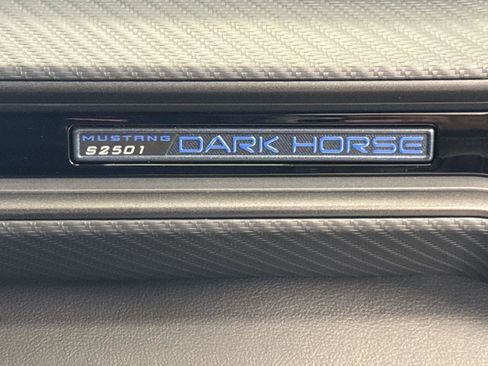 MUSTANG
S2501
DARK HORSE